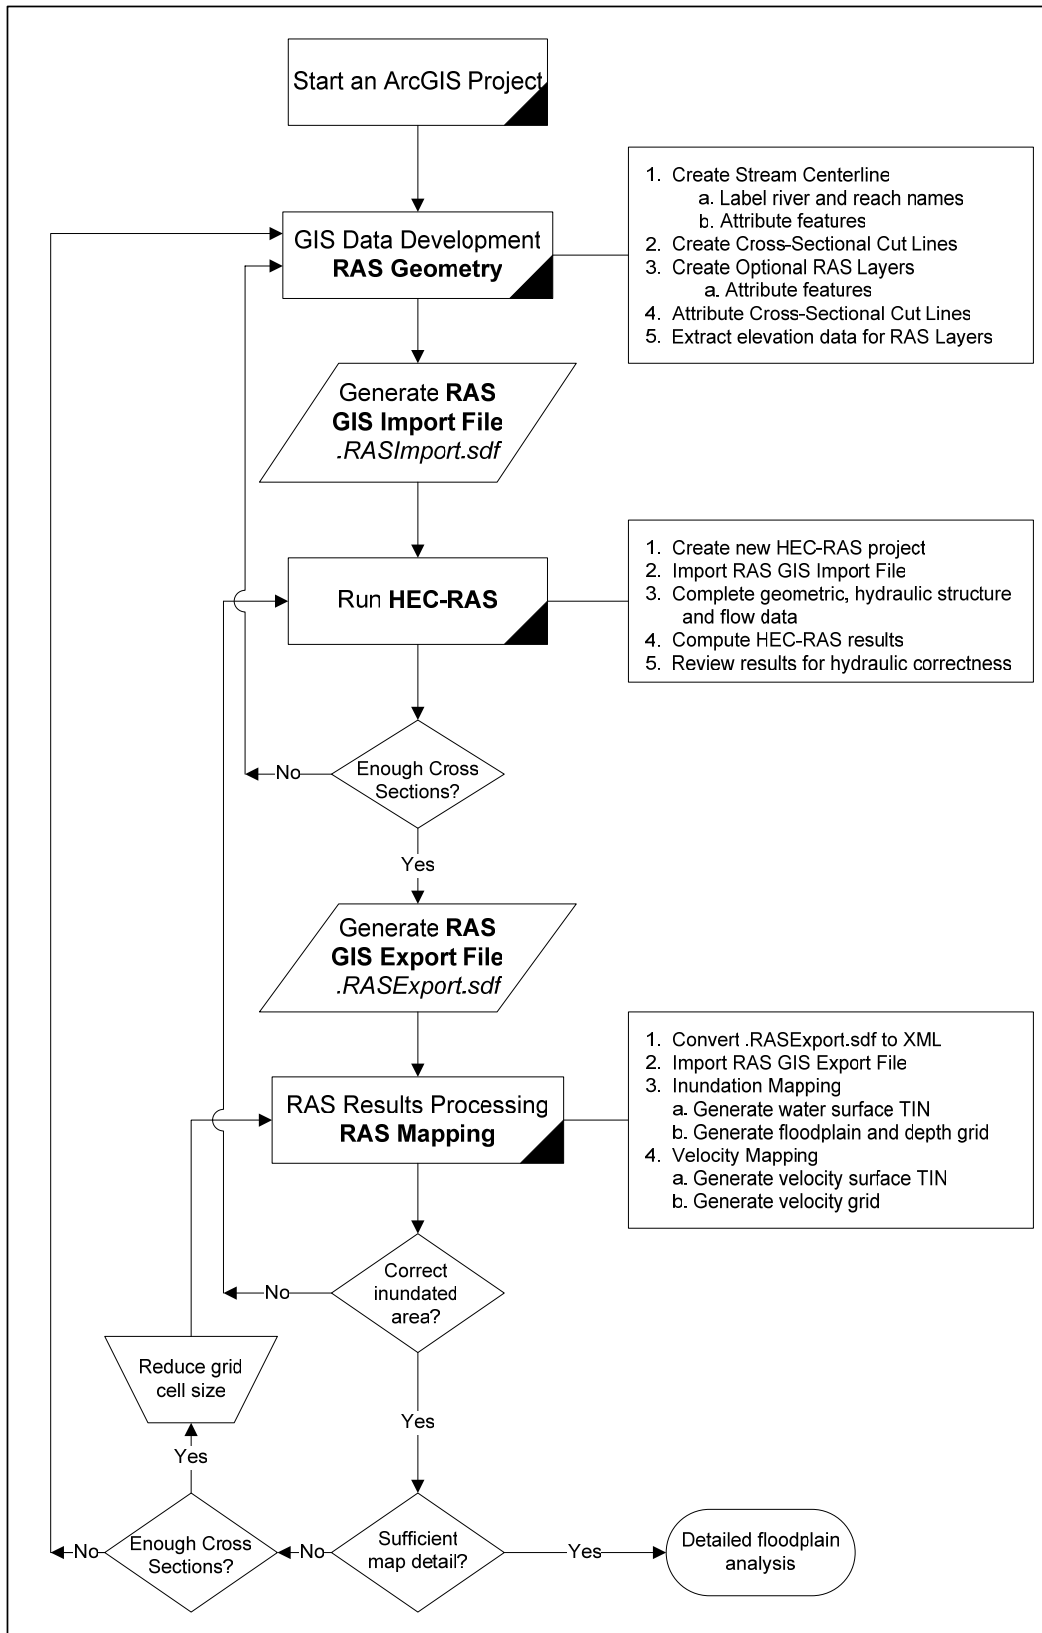 Start an ArcGIS Project
GIS Data Development
RAS Geometry
1. Create Stream Centerline
a. Label river and reach names
b. Attribute features
2. Create Cross-Sectional Cut Lines
3. Create Optional RAS Layers
a. Attribute features
4. Attribute Cross-Sectional Cut Lines
5. Extract elevation data for RAS Layers
Generate RAS
GIS Import File
.RASImport.sdf
Run HEC-RAS
1. Create new HEC-RAS project
2. Import RAS GIS Import File
3. Complete geometric, hydraulic structure
and flow data
4. Compute HEC-RAS results
5. Review results for hydraulic correctness
Enough Cross
Sections?
No
Yes
Generate RAS
GIS Export File
.RASExport.sdf
RAS Results Processing
RAS Mapping
1. Convert .RASExport.sdf to XML
2. Import RAS GIS Export File
3. Inundation Mapping
a. Generate water surface TIN
b. Generate floodplain and depth grid
4. Velocity Mapping
a. Generate velocity surface TIN
b. Generate velocity grid
Correct
inundated
area?
No
Reduce grid
cell size
Yes
Yes
Enough Cross
Sections?
No
No
Sufficient
map detail?
Yes
Detailed floodplain
analysis